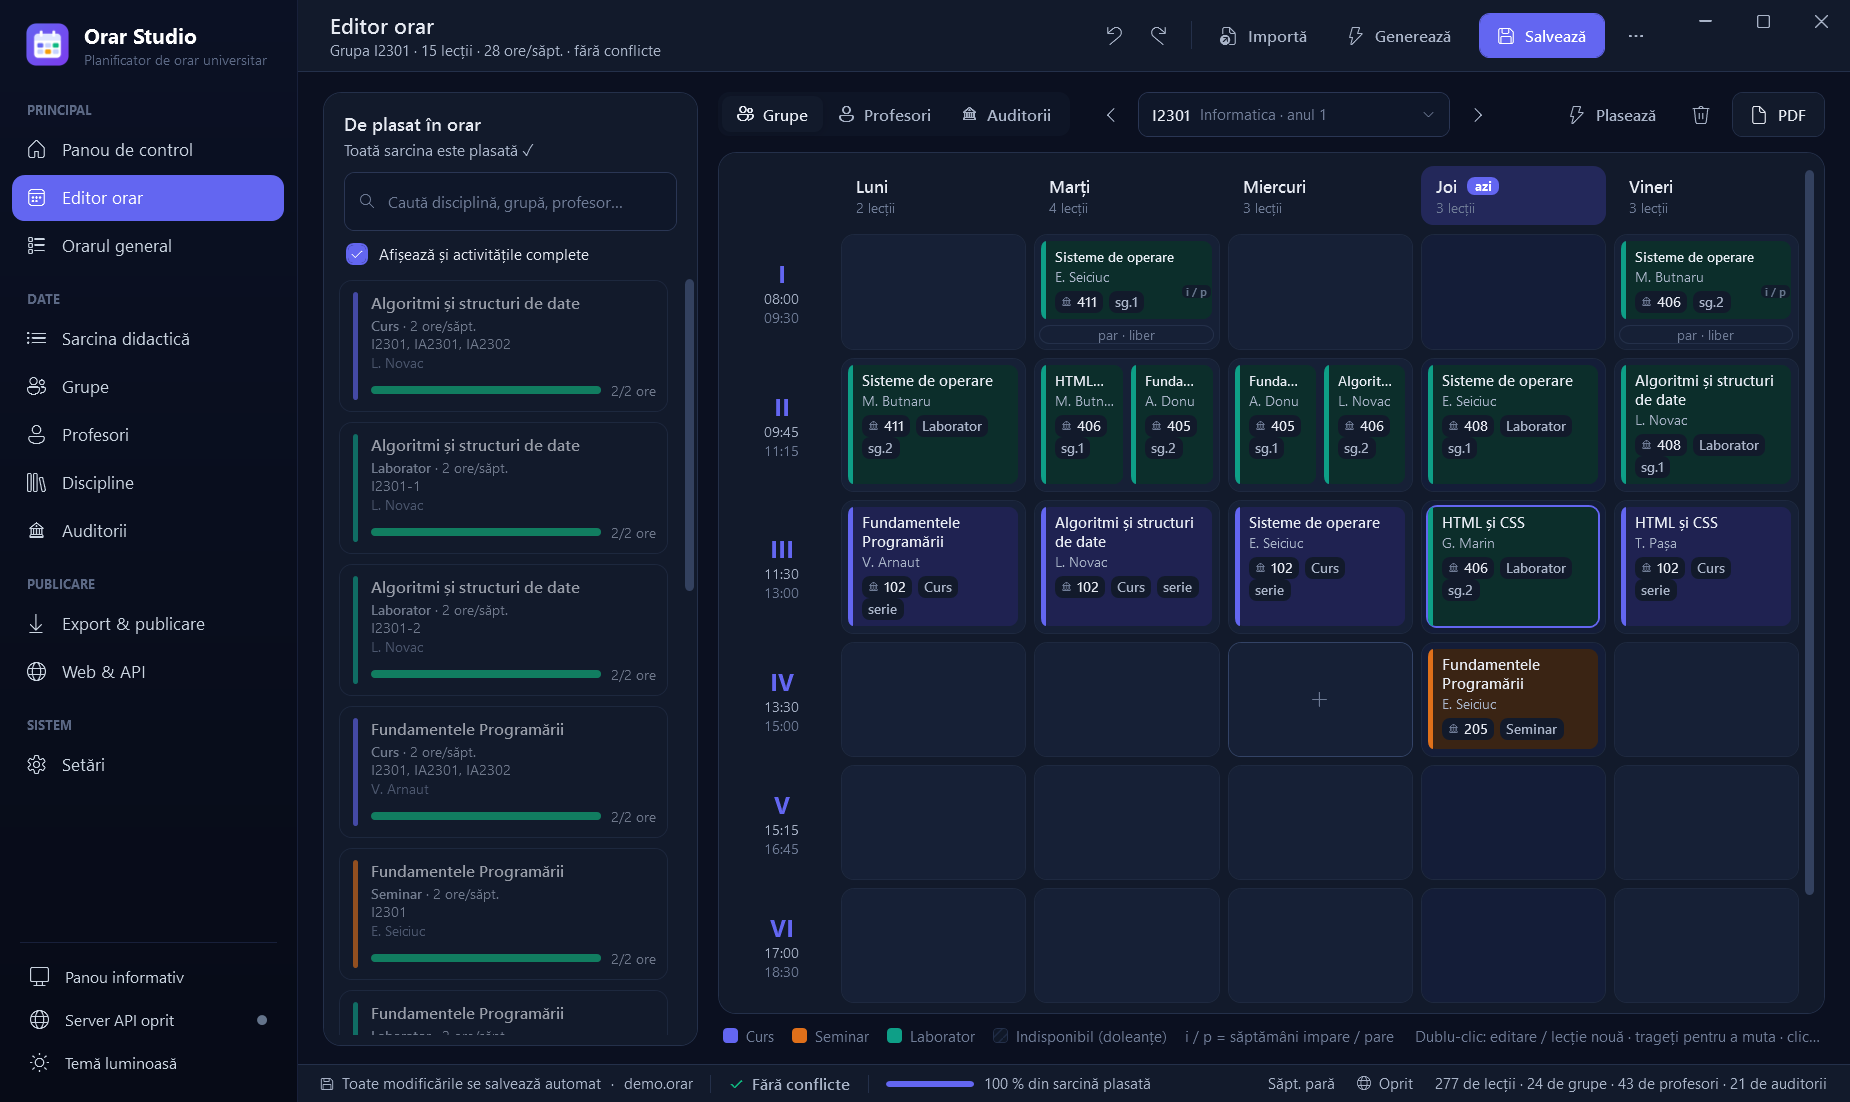 Orar Studio
Planificator de orar universitar
PRINCIPAL
Panou de control
Editor orar
Orarul general
DATE
Sarcina didactică
Grupe
Profesori
Discipline
Auditorii
PUBLICARE
Export & publicare
Web & API
SISTEM
Setări
Panou informativ
Server API oprit
Temă luminoasă
Editor orar
Grupa I2301 · 15 lecții · 28 ore/săpt. · fără conflicte
Importă
Generează
Salvează
De plasat în orar
Toată sarcina este plasată ✓
Caută disciplină, grupă, profesor...
Afișează și activitățile complete
Algoritmi și structuri de date
Curs · 2 ore/săpt.
I2301, IA2301, IA2302
L. Novac
2/2 ore
Algoritmi și structuri de date
Laborator · 2 ore/săpt.
I2301-1
L. Novac
2/2 ore
Algoritmi și structuri de date
Laborator · 2 ore/săpt.
I2301-2
L. Novac
2/2 ore
Fundamentele Programării
Curs · 2 ore/săpt.
I2301, IA2301, IA2302
V. Arnaut
2/2 ore
Fundamentele Programării
Seminar · 2 ore/săpt.
I2301
E. Seiciuc
2/2 ore
Fundamentele Programării
Laborator · 2 ore/săpt.
Grupe
Profesori
Auditorii
I2301 Informatica · anul 1
Plasează
PDF
Luni
2 lecții
Marți
4 lecții
Miercuri
3 lecții
Joi azi
3 lecții
Vineri
3 lecții
I
08:00
09:30
Sisteme de operare
E. Seiciuc
411 sg.1
i / p
par · liber
Sisteme de operare
M. Butnaru
406 sg.2
i / p
par · liber
II
09:45
11:15
Sisteme de operare
M. Butnaru
411 Laborator
sg.2
HTML...
M. Butn...
406
sg.1
Funda...
A. Donu
405
sg.2
Funda...
A. Donu
405
sg.1
Algorit...
L. Novac
406
sg.2
Sisteme de operare
E. Seiciuc
408 Laborator
sg.1
Algoritmi și structuri
de date
L. Novac
408 Laborator
sg.1
III
11:30
13:00
Fundamentele
Programării
V. Arnaut
102 Curs
serie
Algoritmi și structuri
de date
L. Novac
102 Curs serie
Sisteme de operare
E. Seiciuc
102 Curs
serie
HTML și CSS
G. Marin
406 Laborator
sg.2
HTML și CSS
T. Pașa
102 Curs
serie
IV
13:30
15:00
Fundamentele
Programării
E. Seiciuc
205 Seminar
V
15:15
16:45
VI
17:00
18:30
Curs
Seminar
Laborator
Indisponibil (doleanțe)
i / p = săptămâni impare / pare
Dublu-clic: editare / lecție nouă · trageți pentru a muta · clic...
Toate modificările se salvează automat · demo.orar
Fără conflicte
100 % din sarcină plasată
Săpt. pară
Oprit
277 de lecții · 24 de grupe · 43 de profesori · 21 de auditorii